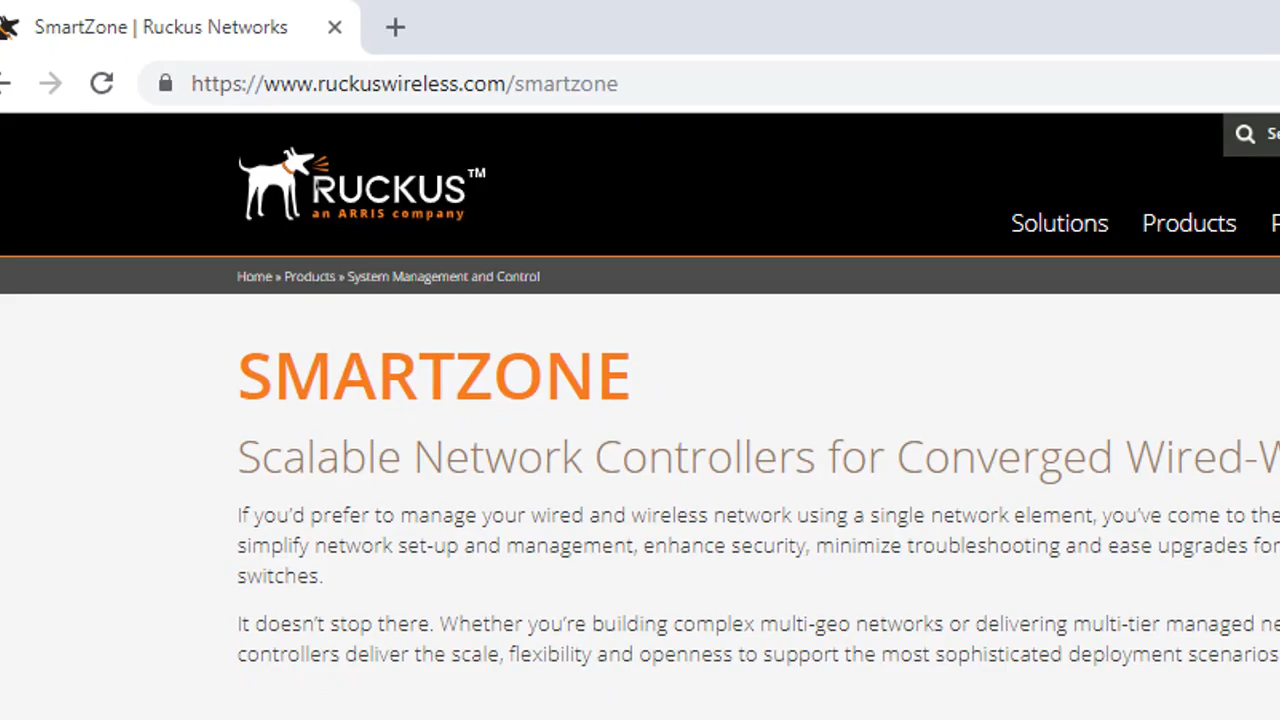 SmartZone | Ruckus Networks
https://www.ruckuswireless.com/smartzone
RUCKUS™
an ARRIS company
Solutions Products
Home » Products » System Management and Control
SMARTZONE
Scalable Network Controllers for Converged Wired-
If you’d prefer to manage your wired and wireless network using a single network element, you’ve come to the
simplify network set-up and management, enhance security, minimize troubleshooting and ease upgrades for
switches.
It doesn’t stop there. Whether you’re building complex multi-geo networks or delivering multi-tier managed
controllers deliver the scale, flexibility and openness to support the most sophisticated deployment scenarios